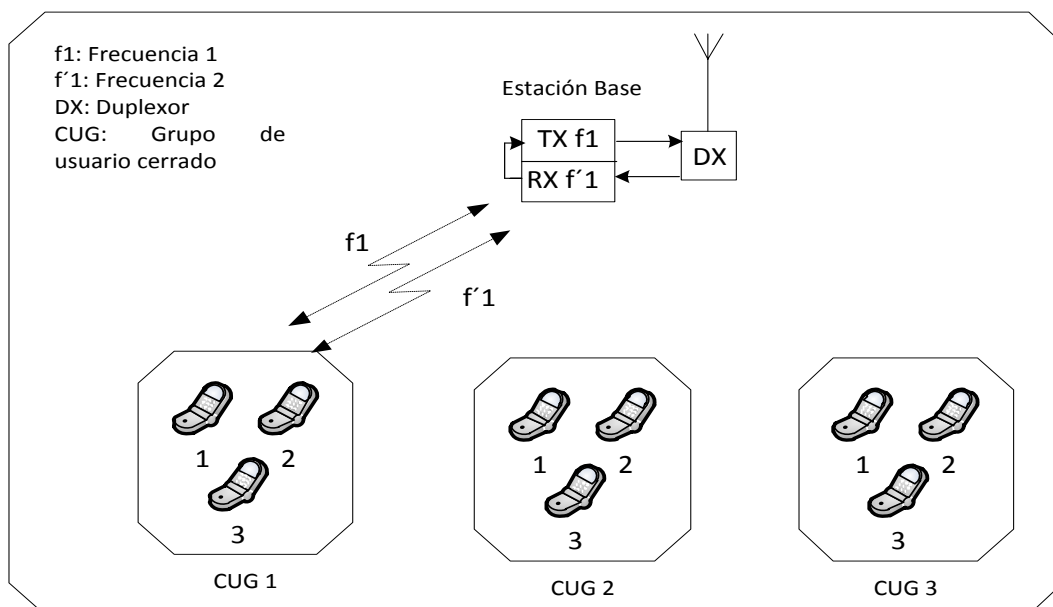 f1: Frecuencia 1
f´1: Frecuencia 2
DX: Duplexor
CUG: Grupo de
usuario cerrado
Estación Base
TX f1
RX f´1
DX
f1
f´1
1 2
3
CUG 1
1 2
3
CUG 2
1 2
3
CUG 3